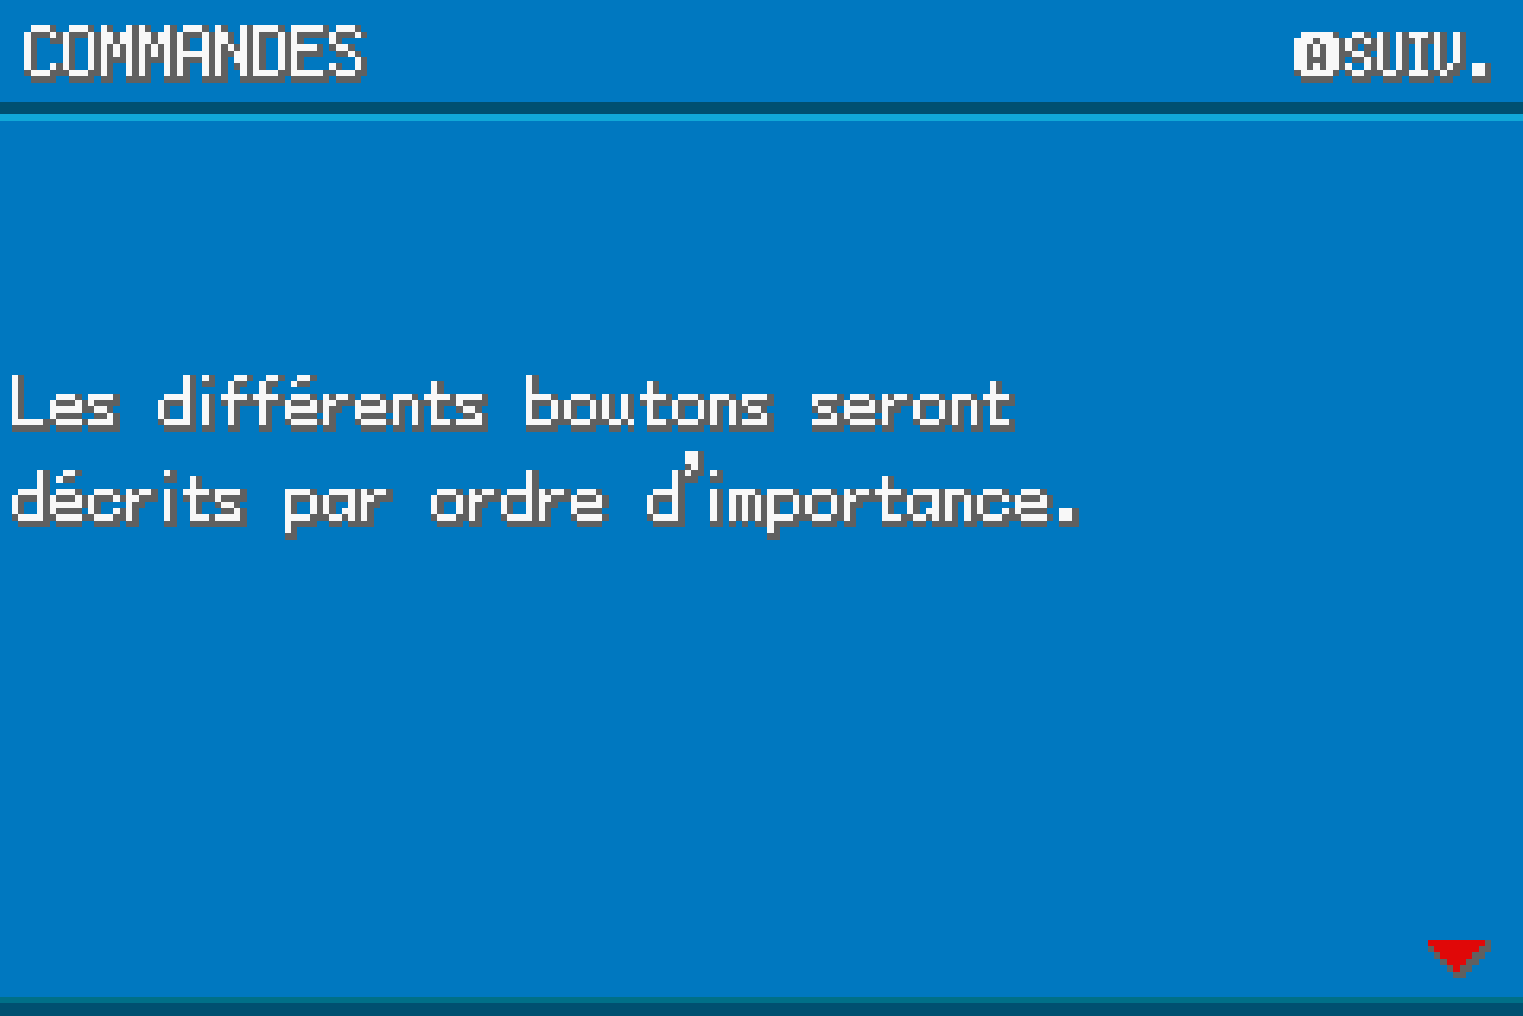 COMMANDES
ⒶSUIV.
Les différents boutons seront
décrits par ordre d'importance.